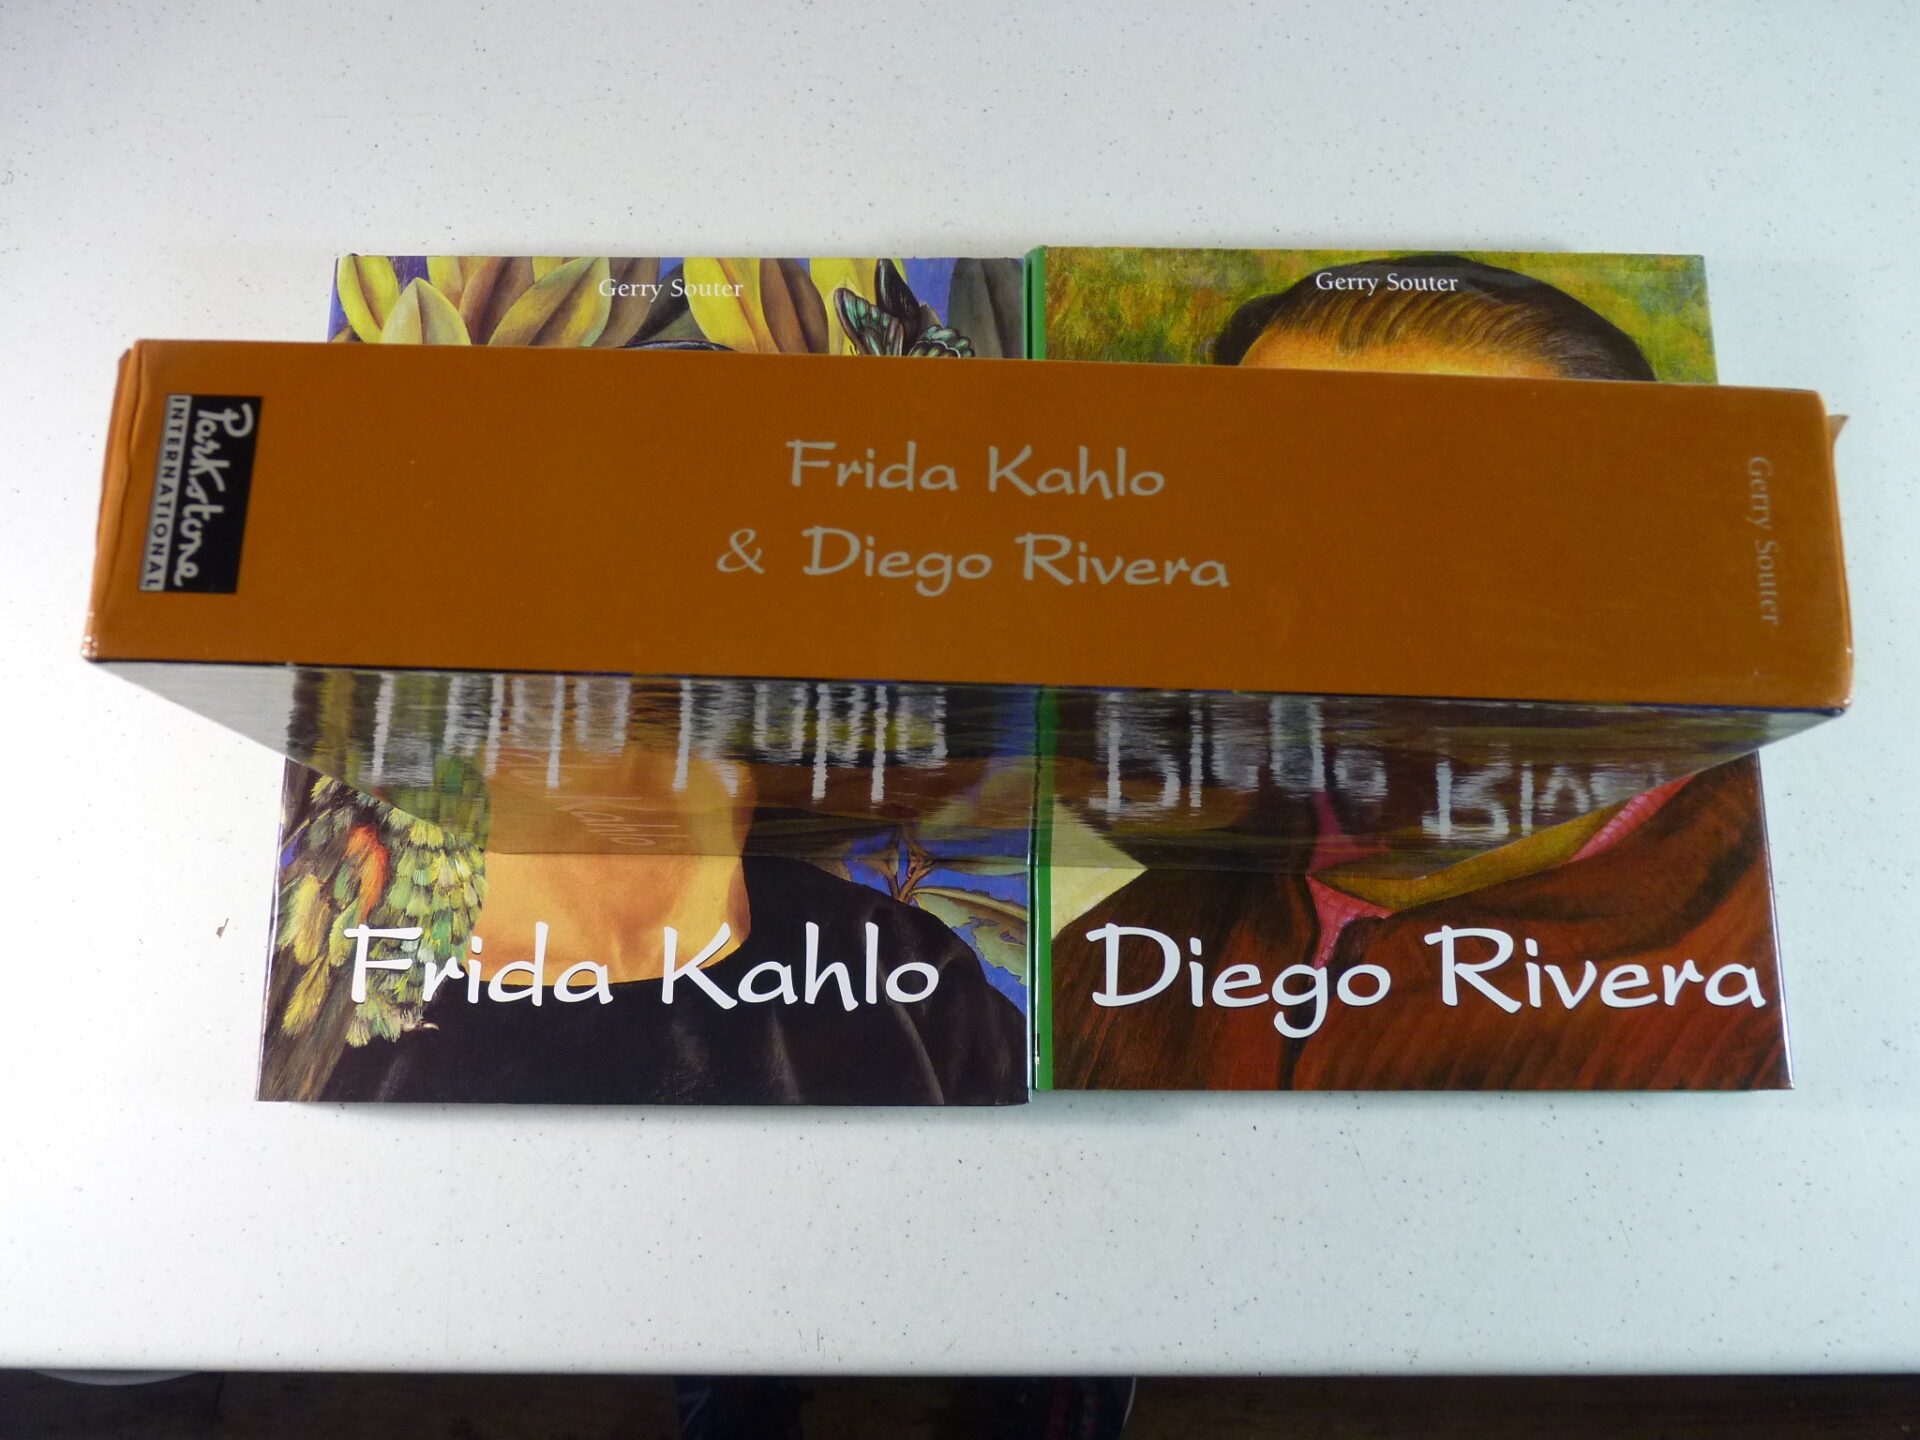 Gerry Souter
Gerry Souter
Parkstone
INTERNATIONAL
Frida Kahlo
& Diego Rivera
Gerry Souter
Frida Kahlo
Diego Rivera